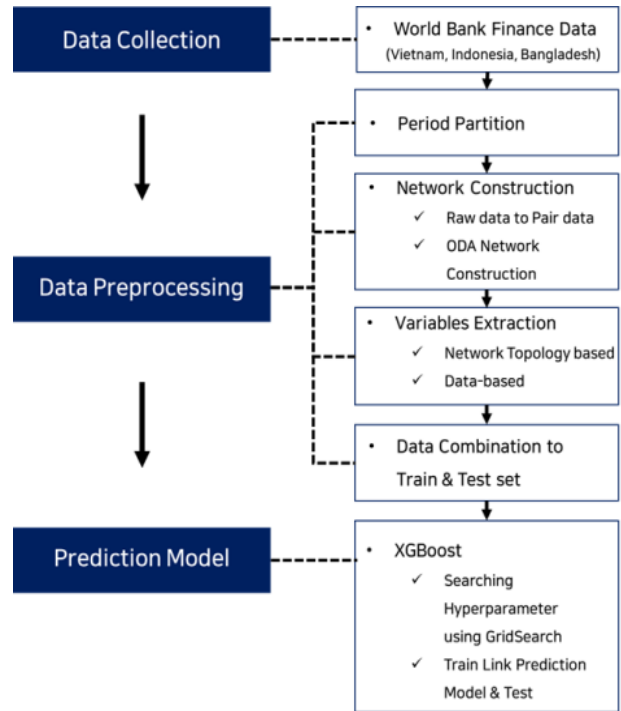 Data Collection
• World Bank Finance Data
(Vietnam, Indonesia, Bangladesh)
• Period Partition
• Network Construction
✓ Raw data to Pair data
✓ ODA Network
Construction
Data Preprocessing
• Variables Extraction
✓ Network Topology based
✓ Data-based
• Data Combination to
Train & Test set
Prediction Model
• XGBoost
✓ Searching
Hyperparameter
using GridSearch
✓ Train Link Prediction
Model & Test